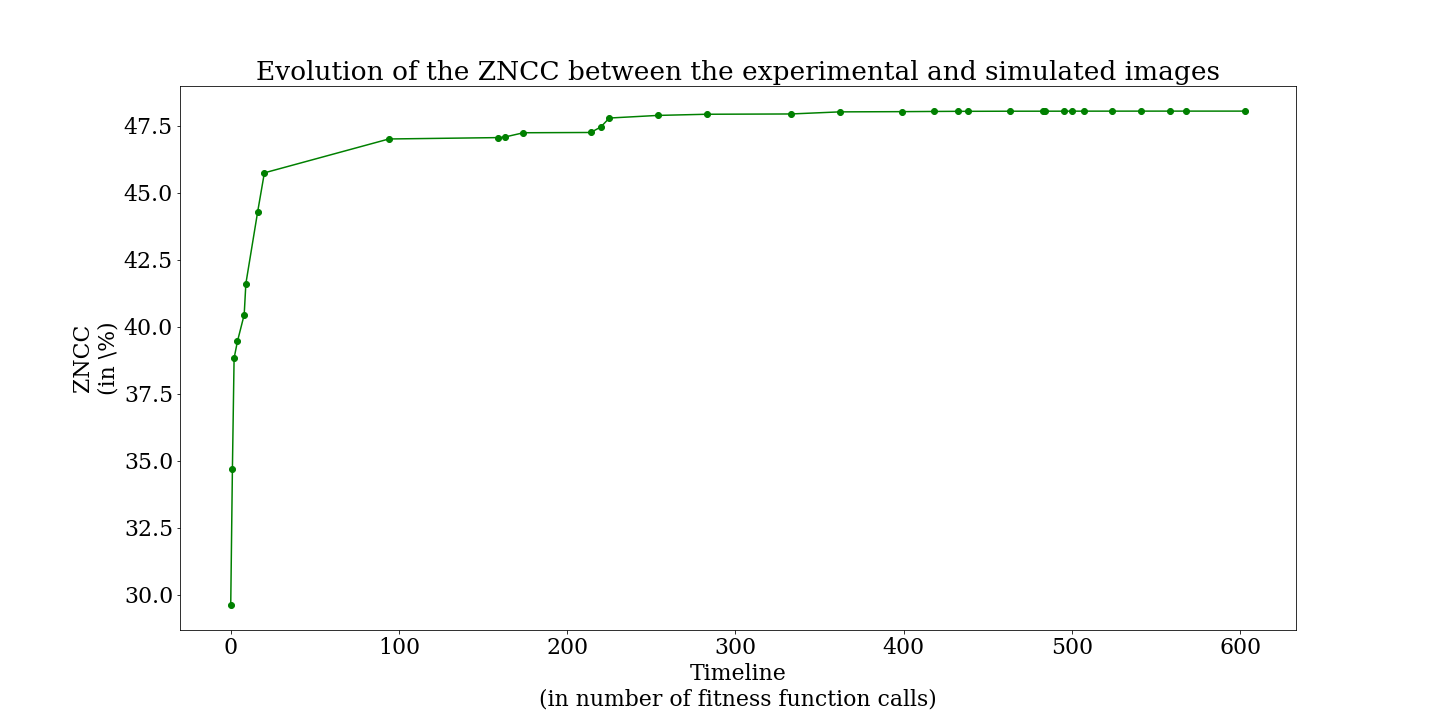 Evolution of the ZNCC between the experimental and simulated images
47.5
45.0
42.5
40.0
37.5
35.0
32.5
30.0
ZNCC
(in \%)
0 100 200 300 400 500 600
Timeline
(in number of fitness function calls)